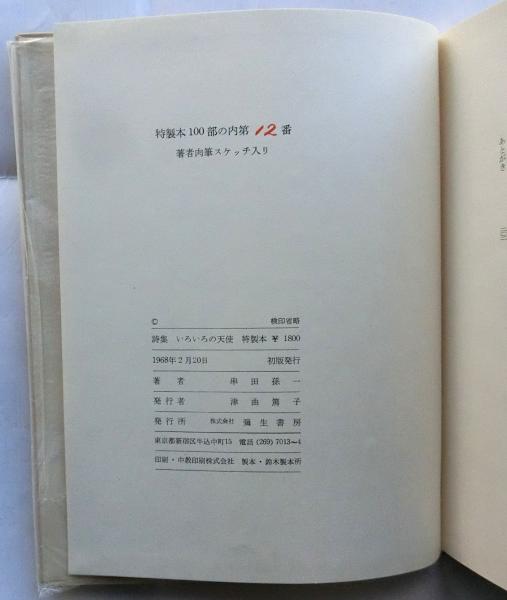 特製本100部の内第12番
著者肉筆スケッチ入り
© 検印省略
詩集 いろいろの天使 特製本 ¥ 1800
1968年2月20日 初版発行
著者 串田孫一
発行者 津曲篤子
発行所 株式会社 彌生書房
東京都新宿区牛込中町15 電話 (269) 7013〜4
印刷・中教印刷株式会社 製本・鈴木製本所
あとがき